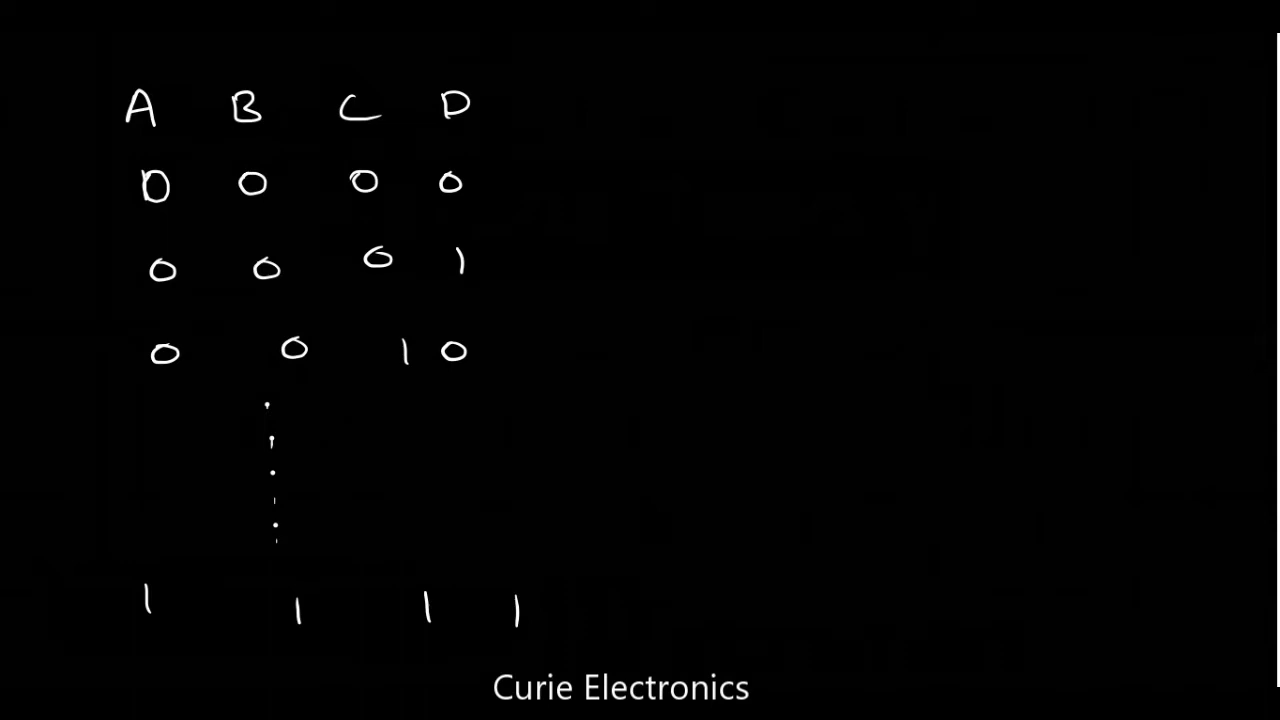 A B C D
0 0 0 0
0 0 0 1
0 0 1 0
1 1 1 1
Curie Electronics